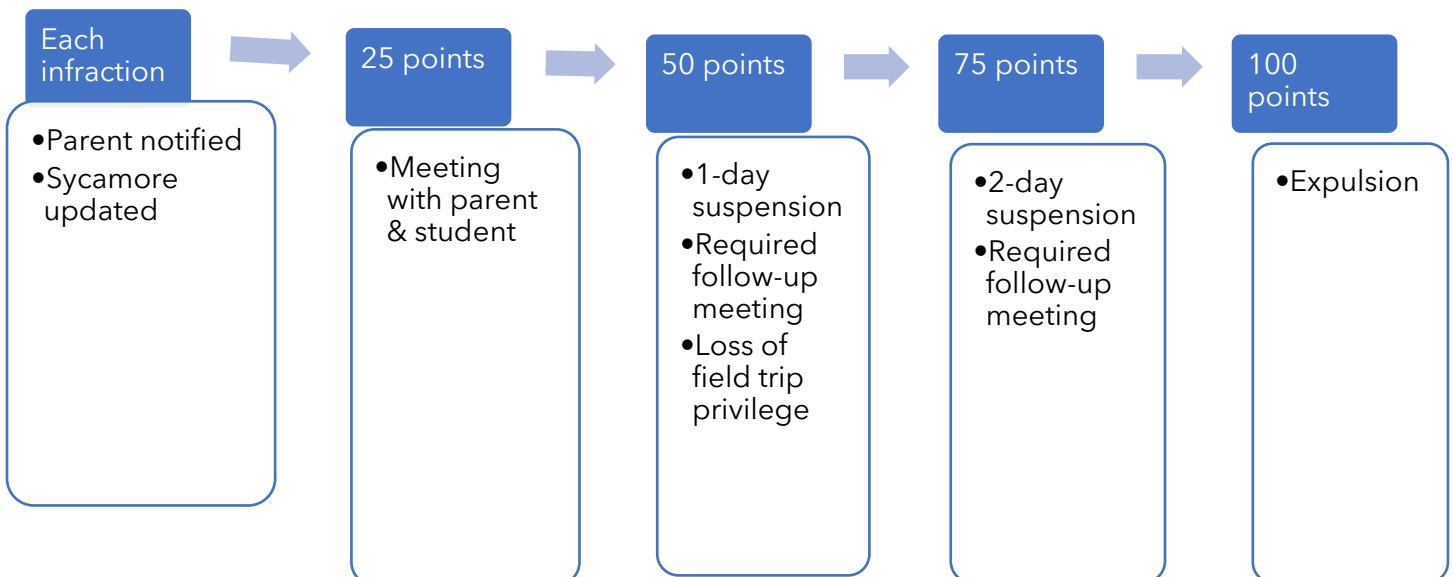 Each
infraction
•Parent notified
•Sycamore
updated
25 points
•Meeting
with parent
& student
50 points
•1-day
suspension
•Required
follow-up
meeting
•Loss of
field trip
privilege
75 points
•2-day
suspension
•Required
follow-up
meeting
100
points
•Expulsion